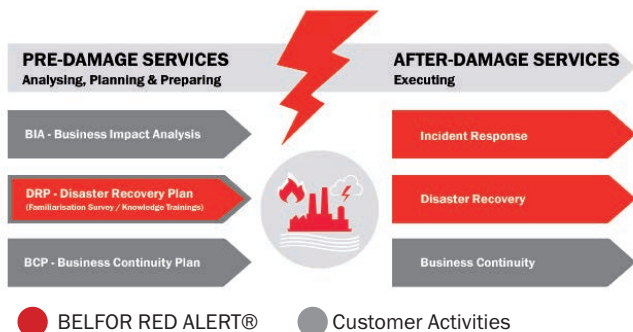 PRE-DAMAGE SERVICES
Analysing, Planning & Preparing
AFTER-DAMAGE SERVICES
Executing
BIA - Business Impact Analysis
Incident Response
DRP - Disaster Recovery Plan
(Familiarisation Survey / Knowledge Trainings)
Disaster Recovery
BCP - Business Continuity Plan
Business Continuity
BELFOR RED ALERT®
Customer Activities